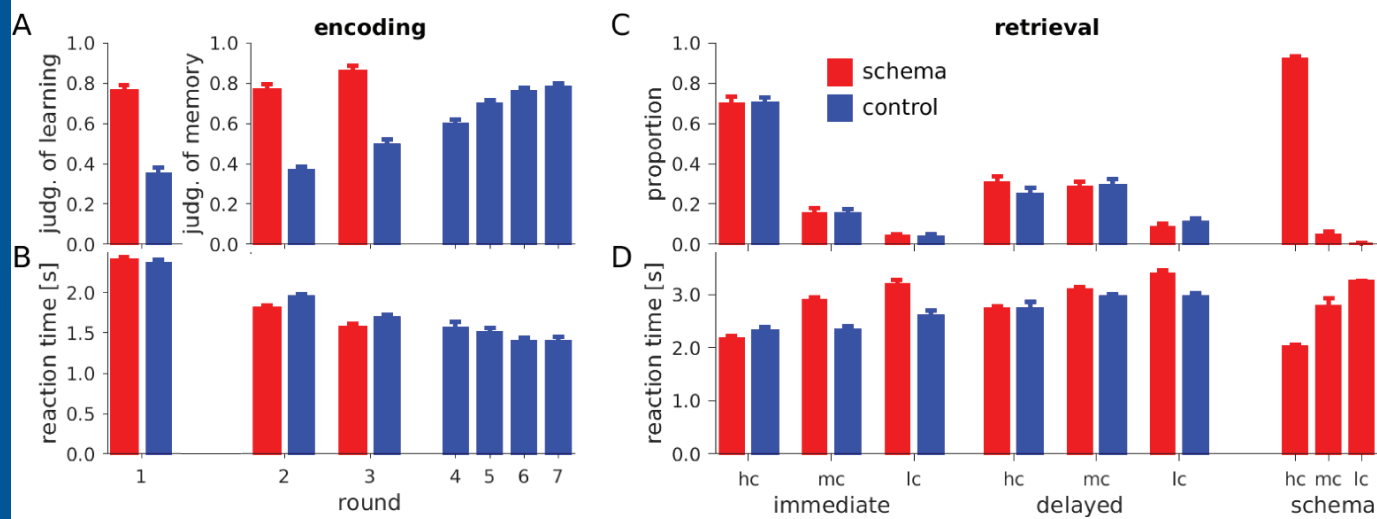 A
encoding
judg. of learning
1.0
0.8
0.6
0.4
0.2
0.0
judg. of memory
1.0
0.8
0.6
0.4
0.2
0.0
B
reaction time [s]
2.0
1.5
1.0
0.5
0.0
1 2 3 4 5 6 7
round
C
retrieval
schema
control
proportion
1.0
0.8
0.6
0.4
0.2
0.0
D
reaction time [s]
3.0
2.0
1.0
0.0
hc mc lc hc mc lc hc mc lc
immediate delayed schema